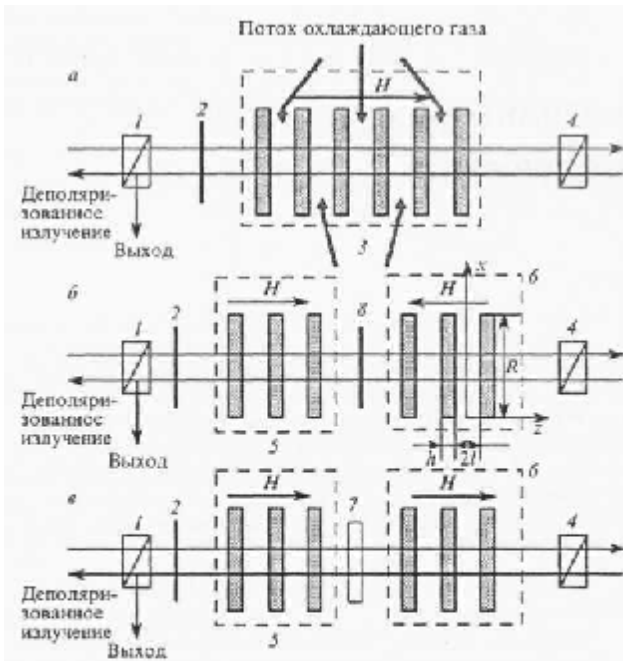 Поток охлаждающего газа
а
H
1
2
4
Деполяри-
зованное
излучение
Выход
3
б
2
H
8
H
x
6
1
4
R
Деполяри-
зованное
излучение
z
Выход
5
h
2l
в
2
H
7
H
6
1
4
Деполяри-
зованное
излучение
5
Выход